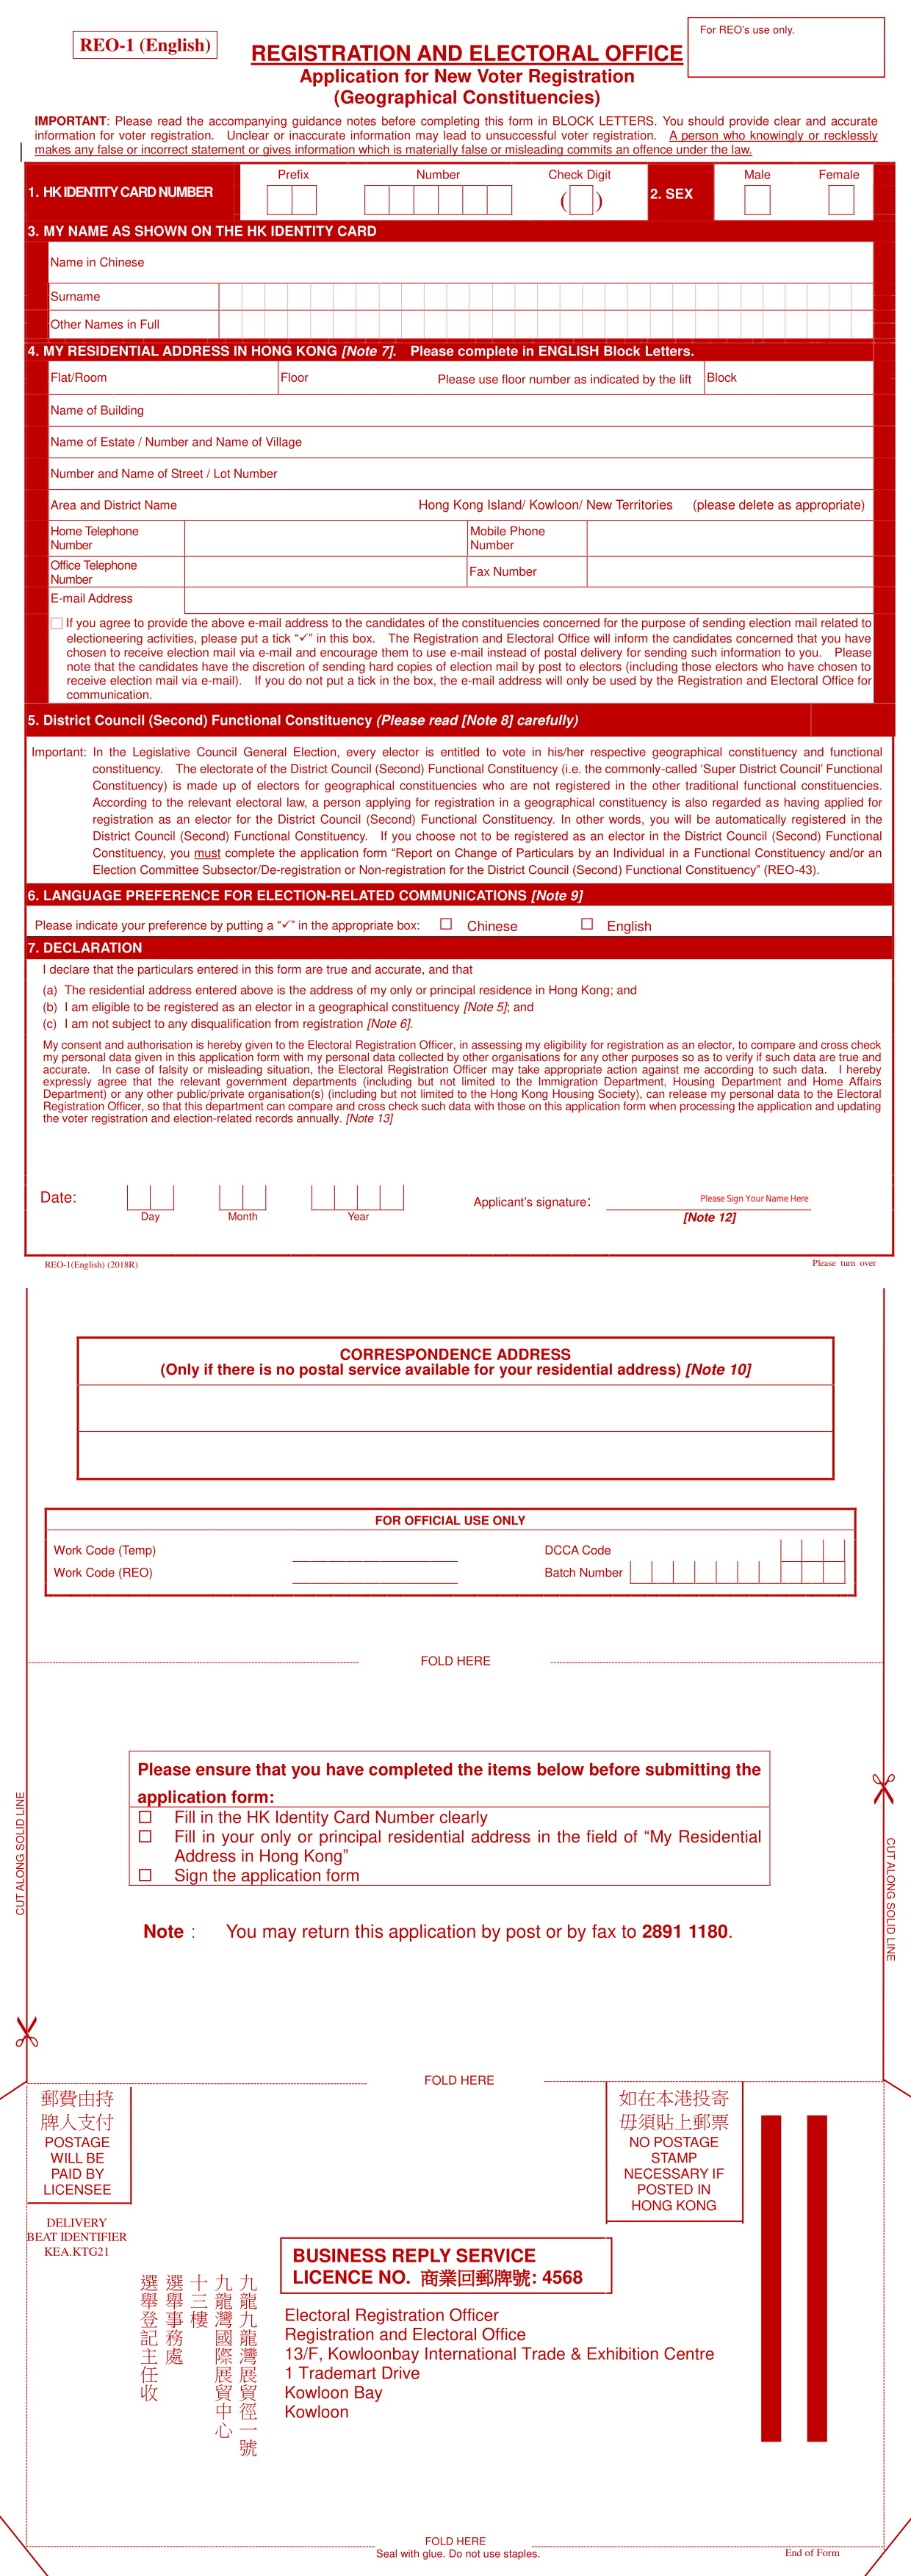 REO-1 (English)
For REO's use only.
REGISTRATION AND ELECTORAL OFFICE
Application for New Voter Registration
(Geographical Constituencies)
IMPORTANT: Please read the accompanying guidance notes before completing this form in BLOCK LETTERS. You should provide clear and accurate
information for voter registration. Unclear or inaccurate information may lead to unsuccessful voter registration. A person who knowingly or recklessly
makes any false or incorrect statement or gives information which is materially false or misleading commits an offence under the law.
1. HK IDENTITY CARD NUMBER
Prefix
Number
Check Digit
( )
2. SEX
Male
Female
3. MY NAME AS SHOWN ON THE HK IDENTITY CARD
Name in Chinese
Surname
Other Names in Full
4. MY RESIDENTIAL ADDRESS IN HONG KONG [Note 7]. Please complete in ENGLISH Block Letters.
Flat/Room
Floor
Please use floor number as indicated by the lift
Block
Name of Building
Name of Estate / Number and Name of Village
Number and Name of Street / Lot Number
Area and District Name
Hong Kong Island/ Kowloon/ New Territories (please delete as appropriate)
Home Telephone
Number
Mobile Phone
Number
Office Telephone
Number
Fax Number
E-mail Address
☐ If you agree to provide the above e-mail address to the candidates of the constituencies concerned for the purpose of sending election mail related to
electioneering activities, please put a tick “✓” in this box. The Registration and Electoral Office will inform the candidates concerned that you have
chosen to receive election mail via e-mail and encourage them to use e-mail instead of postal delivery for sending such information to you. Please
note that the candidates have the discretion of sending hard copies of election mail by post to electors (including those electors who have chosen to
receive election mail via e-mail). If you do not put a tick in the box, the e-mail address will only be used by the Registration and Electoral Office for
communication.
5. District Council (Second) Functional Constituency (Please read [Note 8] carefully)
Important: In the Legislative Council General Election, every elector is entitled to vote in his/her respective geographical constituency and functional
constituency. The electorate of the District Council (Second) Functional Constituency (i.e. the commonly-called ‘Super District Council’ Functional
Constituency) is made up of electors for geographical constituencies who are not registered in the other traditional functional constituencies.
According to the relevant electoral law, a person applying for registration in a geographical constituency is also regarded as having applied for
registration as an elector for the District Council (Second) Functional Constituency. In other words, you will be automatically registered in the
District Council (Second) Functional Constituency. If you choose not to be registered as an elector in the District Council (Second) Functional
Constituency, you must complete the application form “Report on Change of Particulars by an Individual in a Functional Constituency and/or an
Election Committee Subsector/De-registration or Non-registration for the District Council (Second) Functional Constituency” (REO-43).
6. LANGUAGE PREFERENCE FOR ELECTION-RELATED COMMUNICATIONS [Note 9]
Please indicate your preference by putting a “✓” in the appropriate box: ☐ Chinese ☐ English
7. DECLARATION
I declare that the particulars entered in this form are true and accurate, and that
(a) The residential address entered above is the address of my only or principal residence in Hong Kong; and
(b) I am eligible to be registered as an elector in a geographical constituency [Note 5]; and
(c) I am not subject to any disqualification from registration [Note 6].
My consent and authorisation is hereby given to the Electoral Registration Officer, in assessing my eligibility for registration as an elector, to compare and cross check
my personal data given in this application form with my personal data collected by other organisations for any other purposes so as to verify if such data are true and
accurate. In case of falsity or misleading situation, the Electoral Registration Officer may take appropriate action against me according to such data. I hereby
expressly agree that the relevant government departments (including but not limited to the Immigration Department, Housing Department and Home Affairs
Department) or any other public/private organisation(s) (including but not limited to the Hong Kong Housing Society), can release my personal data to the Electoral
Registration Officer, so that this department can compare and cross check such data with those on this application form when processing the application and updating
the voter registration and election-related records annually. [Note 13]
Date:
Day
Month
Year
Applicant's signature:
Please Sign Your Name Here
[Note 12]
REO-1(English) (2018R)
Please turn over
CORRESPONDENCE ADDRESS
(Only if there is no postal service available for your residential address) [Note 10]
FOR OFFICIAL USE ONLY
Work Code (Temp)
DCCA Code
Work Code (REO)
Batch Number
FOLD HERE
CUT ALONG SOLID LINE
CUT ALONG SOLID LINE
Please ensure that you have completed the items below before submitting the
application form:
☐ Fill in the HK Identity Card Number clearly
☐ Fill in your only or principal residential address in the field of “My Residential
Address in Hong Kong”
☐ Sign the application form
Note : You may return this application by post or by fax to 2891 1180.
FOLD HERE
郵費由持
牌人支付
POSTAGE
WILL BE
PAID BY
LICENSEE
如在本港投寄
毋須貼上郵票
NO POSTAGE
STAMP
NECESSARY IF
POSTED IN
HONG KONG
DELIVERY
BEAT IDENTIFIER
KEA.KTG21
BUSINESS REPLY SERVICE
LICENCE NO. 商業回郵牌號: 4568
九龍九龍灣展貿徑一號
九龍灣國際展貿中心
十三樓
選舉事務處
選舉登記主任收
Electoral Registration Officer
Registration and Electoral Office
13/F, Kowloonbay International Trade & Exhibition Centre
1 Trademart Drive
Kowloon Bay
Kowloon
FOLD HERE
Seal with glue. Do not use staples.
End of Form